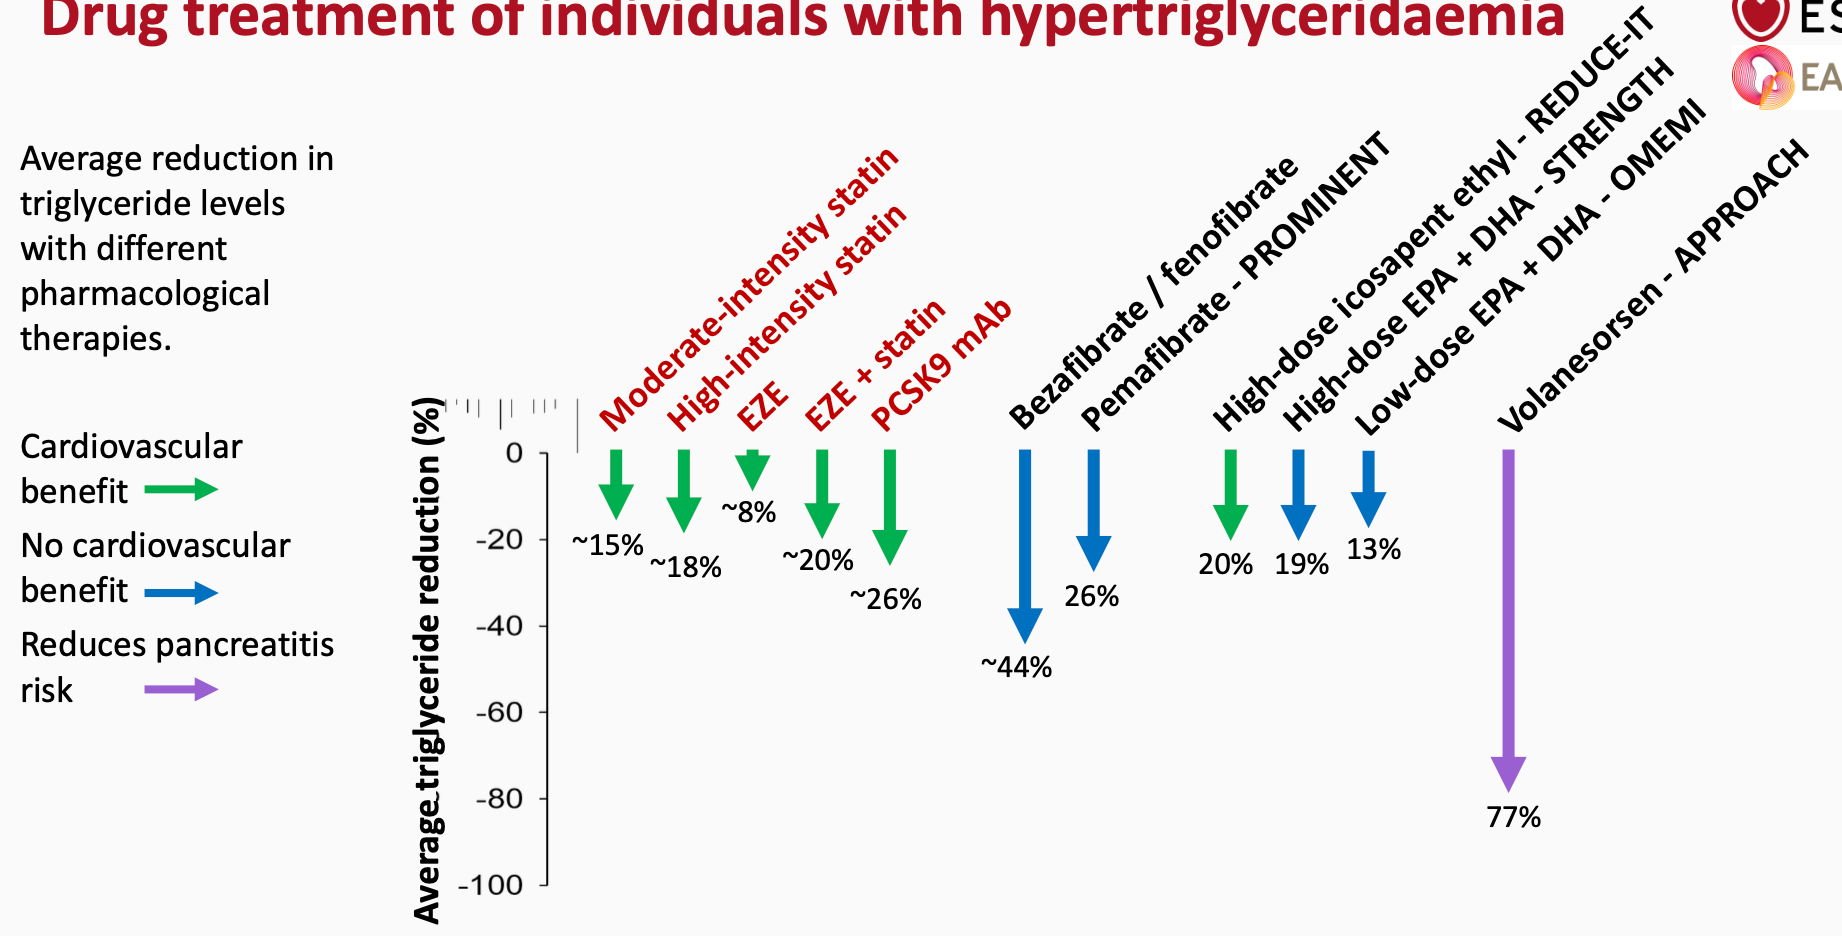 Drug treatment of individuals with hypertriglyceridaemia
ES
EA
Average reduction in
triglyceride levels
with different
pharmacological
therapies.
Cardiovascular
benefit
No cardiovascular
benefit
Reduces pancreatitis
risk
Average triglyceride reduction (%)
0
-20
-40
-60
-80
-100
Moderate-intensity statin
High-intensity statin
EZE
EZE + statin
PCSK9 mAb
Bezafibrate / fenofibrate
Pemafibrate - PROMINENT
High-dose icosapent ethyl - REDUCE-IT
High-dose EPA + DHA - STRENGTH
Low-dose EPA + DHA - OMEMI
Volanesorsen - APPROACH
~15%
~18%
~8%
~20%
~26%
~44%
26%
20%
19%
13%
77%